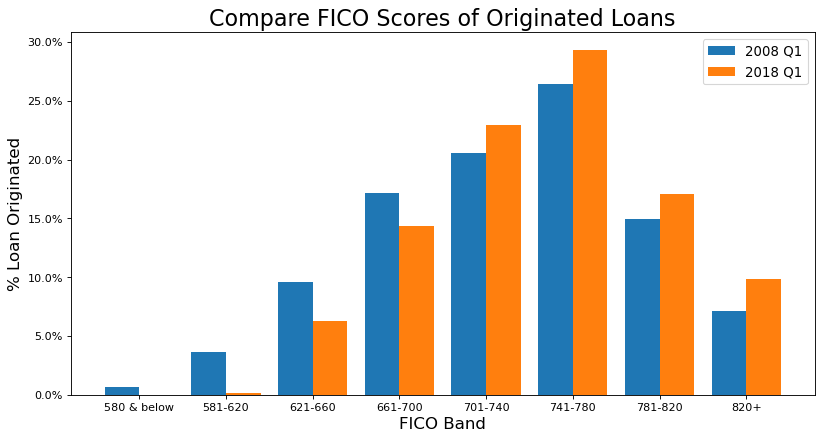 Compare FICO Scores of Originated Loans
2008 Q1
2018 Q1
% Loan Originated
30.0%
25.0%
20.0%
15.0%
10.0%
5.0%
0.0%
580 & below 581-620 621-660 661-700 701-740 741-780 781-820 820+
FICO Band